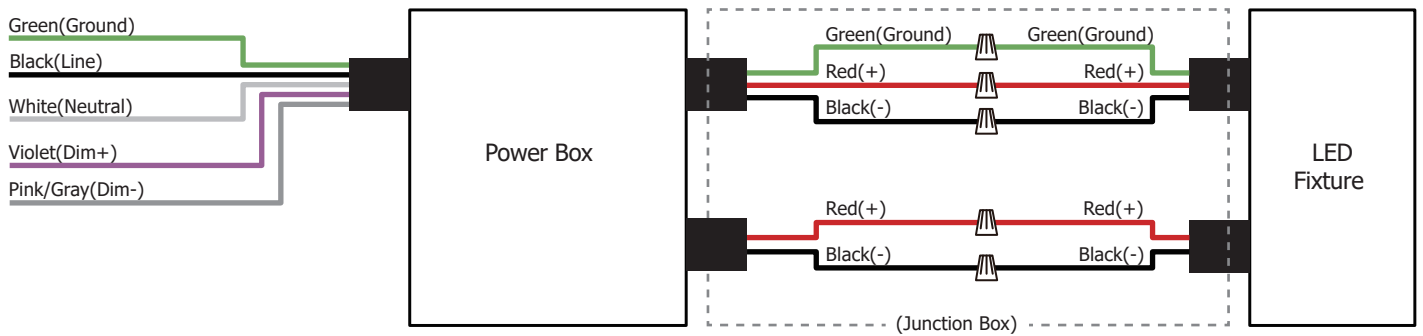 Green(Ground)
Black(Line)
White(Neutral)
Violet(Dim+)
Pink/Gray(Dim-)
Power Box
Green(Ground) Green(Ground)
Red(+) Red(+)
Black(-) Black(-)
Red(+) Red(+)
Black(-) Black(-)
(Junction Box)
LED
Fixture